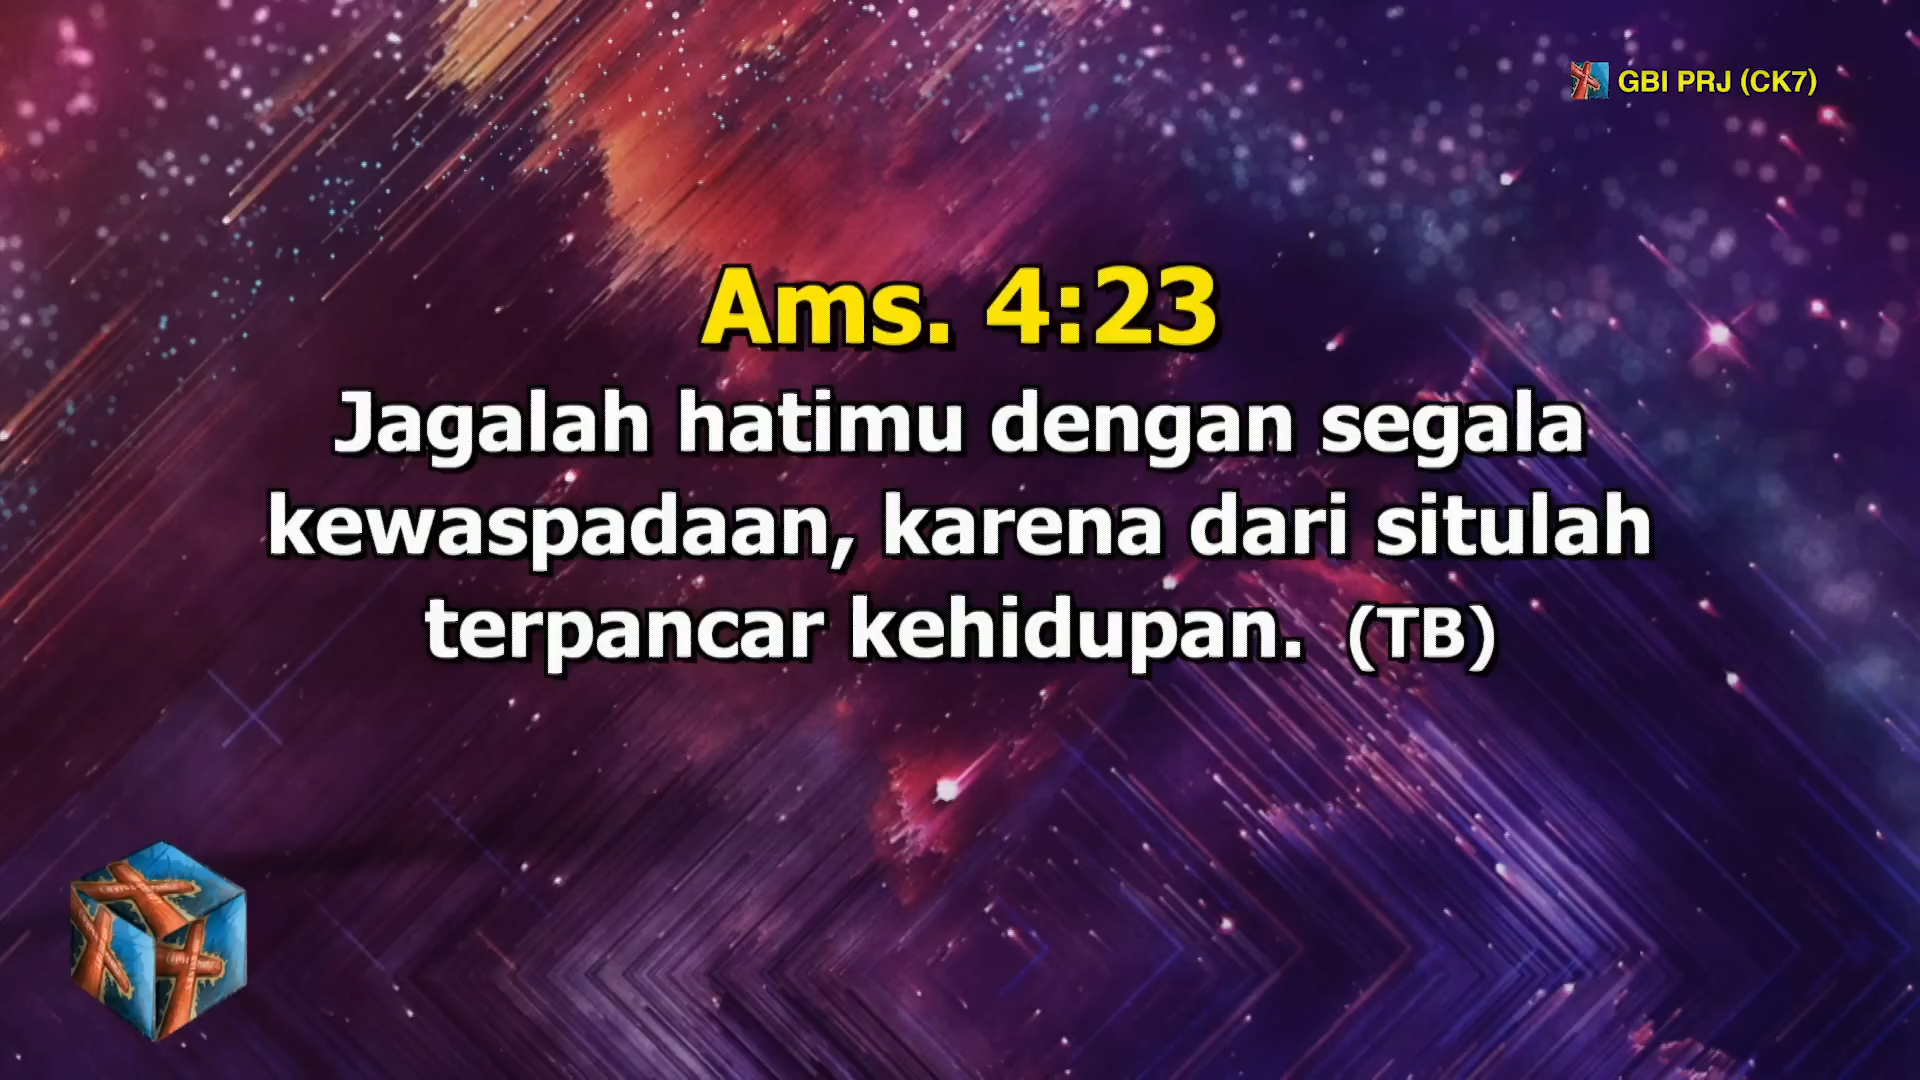 GBI PRJ (CK7)
Ams. 4:23
Jagalah hatimu dengan segala
kewaspadaan, karena dari situlah
terpancar kehidupan. (TB)